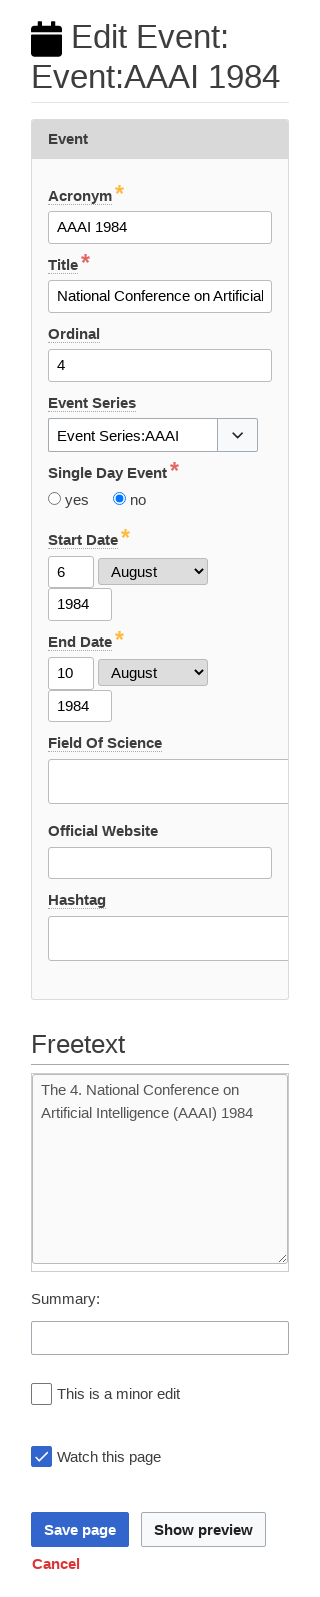 Edit Event:
Event:AAAI 1984
Event
Acronym *
AAAI 1984
Title *
National Conference on Artificial
Ordinal
4
Event Series
Event Series:AAAI
Single Day Event *
yes no
Start Date *
6 August
1984
End Date *
10 August
1984
Field Of Science
Official Website
Hashtag
Freetext
The 4. National Conference on
Artificial Intelligence (AAAI) 1984
Summary:
This is a minor edit
Watch this page
Save page Show preview
Cancel